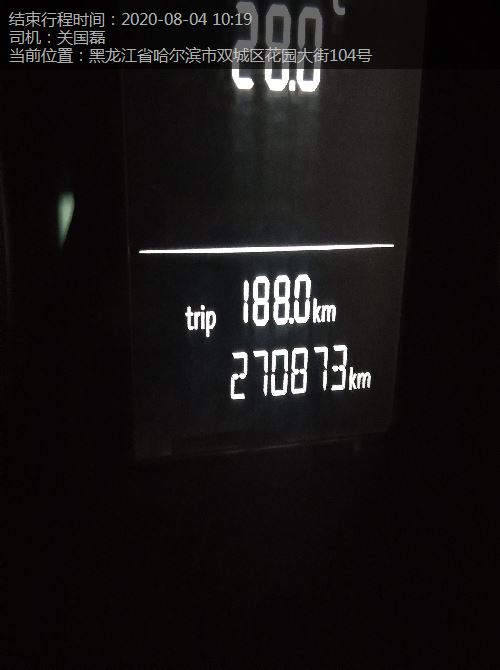 结束行程时间：2020-08-04 10:19
司机：关国磊
当前位置：黑龙江省哈尔滨市双城区花园大街104号
28.0℃
trip 188.0km
270873km